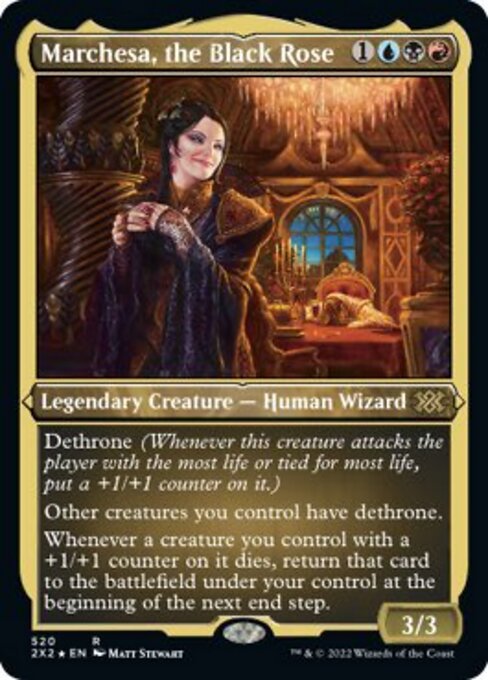 Marchesa, the Black Rose 1
Legendary Creature — Human Wizard
Dethrone (Whenever this creature attacks the
player with the most life or tied for most life,
put a +1/+1 counter on it.)
Other creatures you control have dethrone.
Whenever a creature you control with a
+1/+1 counter on it dies, return that card
to the battlefield under your control at the
beginning of the next end step.
3/3
520 R
2X2 ★ EN Matt Stewart
™ & © 2022 Wizards of the Coast